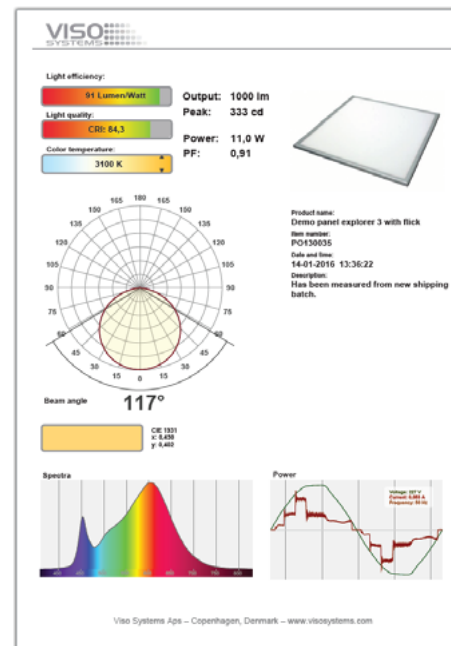 VISO
SYSTEMS
Light efficiency:
91 Lumen/Watt
Light quality:
CRI: 84,3
Color temperature:
3100 K
Output: 1000 lm
Peak: 333 cd
Power: 11,0 W
PF: 0,91
Product name:
Demo panel explorer 3 with flick
Item number:
PO130035
Date and time:
14-01-2016 13:36:22
Description:
Has been measured from new shipping
batch.
165 180 165
150 150
135 135
120 120
105 105
90 90
75 75
60 60
45 45
30 15 0 15 30
Beam angle 117°
CIE 1931
x: 0,430
y: 0,402
Spectra
Power
Frequency: 50 Hz
Viso Systems Aps – Copenhagen, Denmark – www.visosystems.com